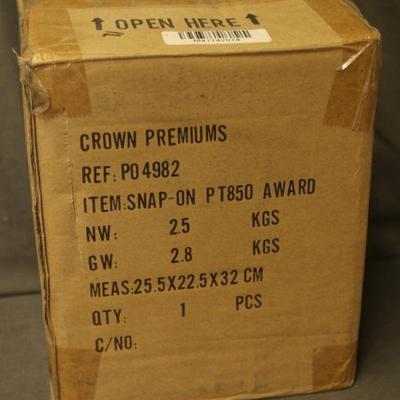 ↑ OPEN HERE ↑
CROWN PREMIUMS
REF: PO4982
ITEM:SNAP-ON PT850 AWARD
NW: 2.5 KGS
GW: 2.8 KGS
MEAS:25.5X22.5X32 CM
QTY: 1 PCS
C/NO: